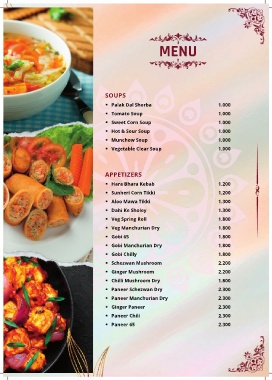 MENU
SOUPS
• Palak Dal Shorba 1.000
• Tomato Soup 1.000
• Sweet Corn Soup 1.000
• Hot & Sour Soup 1.000
• Munchow Soup 1.000
• Vegetable Clear Soup 1.000
APPETIZERS
• Hara Bhara Kebab 1.200
• Sunheri Corn Tikki 1.200
• Aloo Mawa Tikki 1.300
• Dahi Ke Sholey 1.300
• Veg Spring Roll 1.800
• Veg Manchurian Dry 1.800
• Gobi 65 1.800
• Gobi Manchurian Dry 1.800
• Gobi Chilly 1.800
• Schezwan Mushroom 2.200
• Ginger Mushroom 2.200
• Chilli Mushroom Dry 1.800
• Paneer Schezwan Dry 2.300
• Paneer Manchurian Dry 2.300
• Ginger Paneer 2.300
• Paneer Chili 2.300
• Paneer 65 2.300